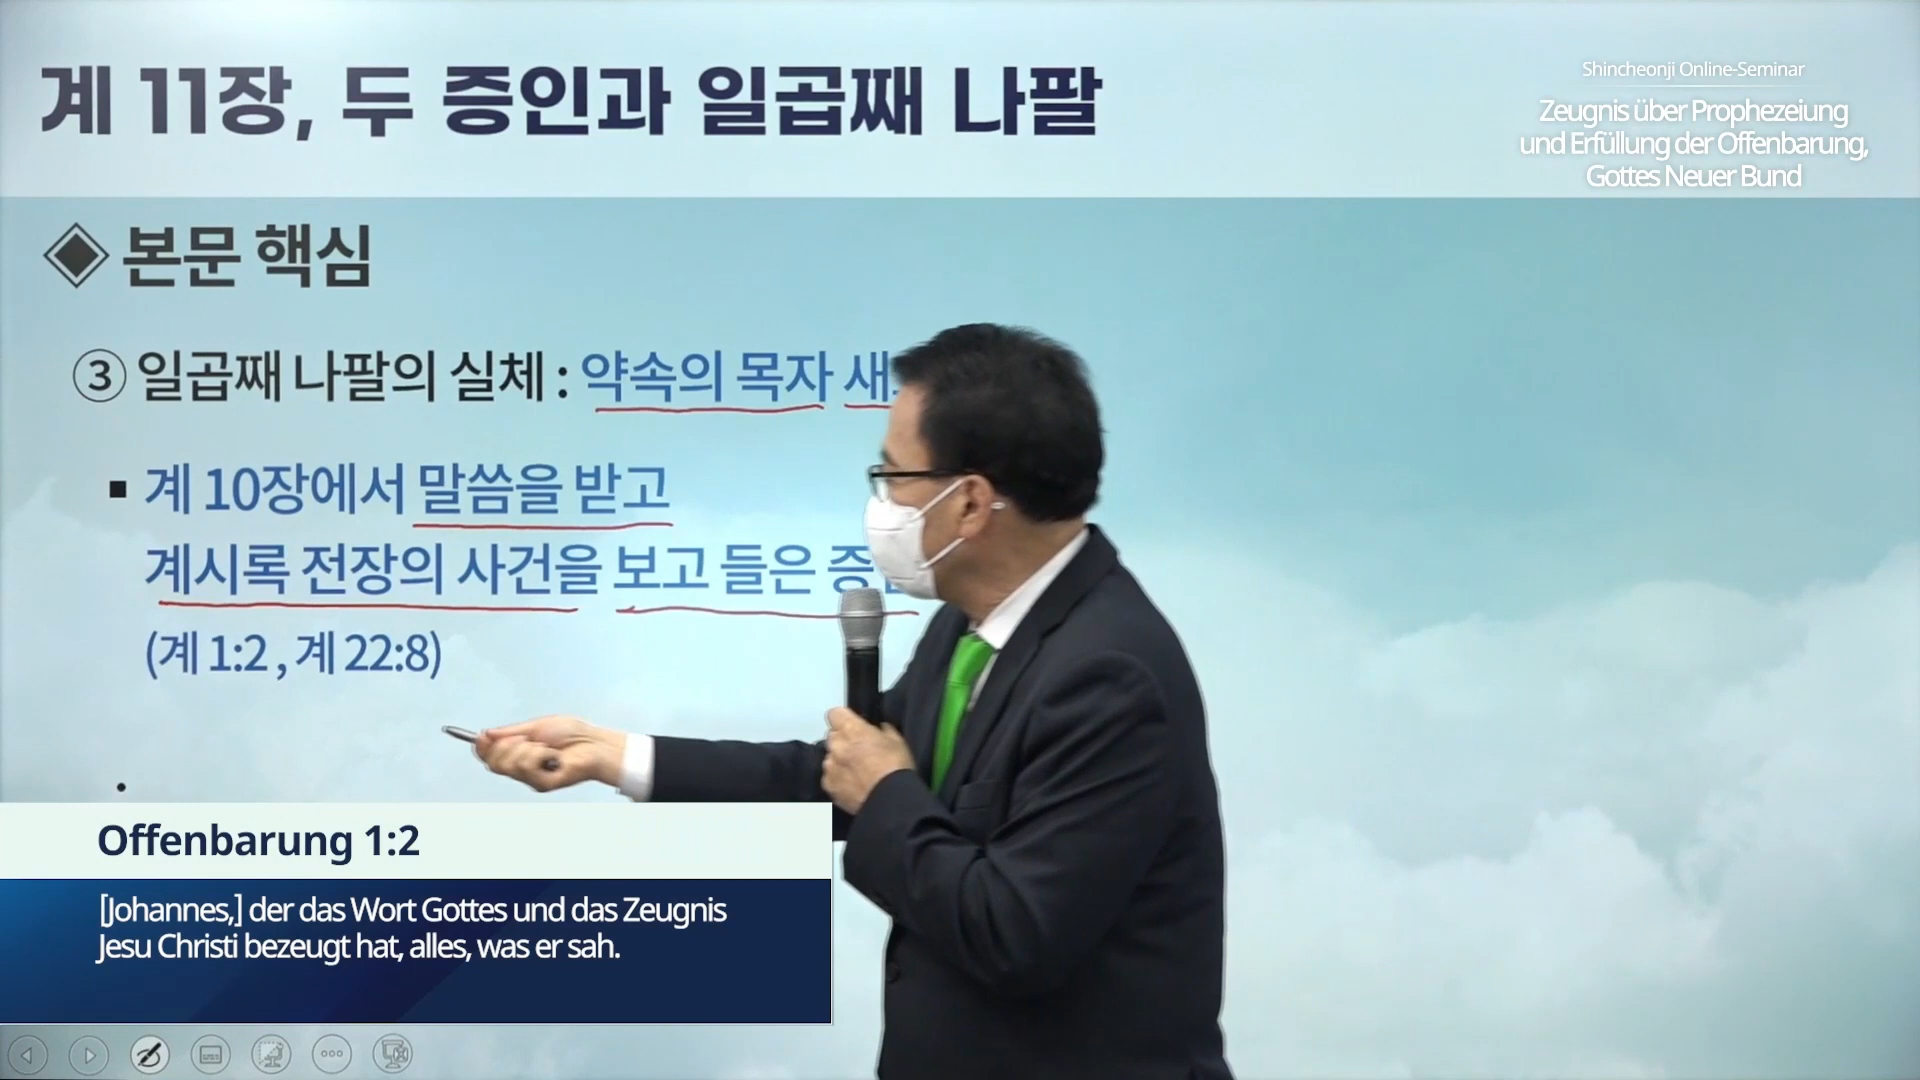 계 11장, 두 증인과 일곱째 나팔
Shincheonji Online-Seminar
Zeugnis über Prophezeiung
und Erfüllung der Offenbarung,
Gottes Neuer Bund
본문 핵심
③ 일곱째 나팔의 실체 : 약속의 목자
계 10장에서 말씀을 받고
계시록 전장의 사건을 보고 들은
(계 1:2 , 계 22:8)
Offenbarung 1:2
[Johannes,] der das Wort Gottes und das Zeugnis
Jesu Christi bezeugt hat, alles, was er sah.